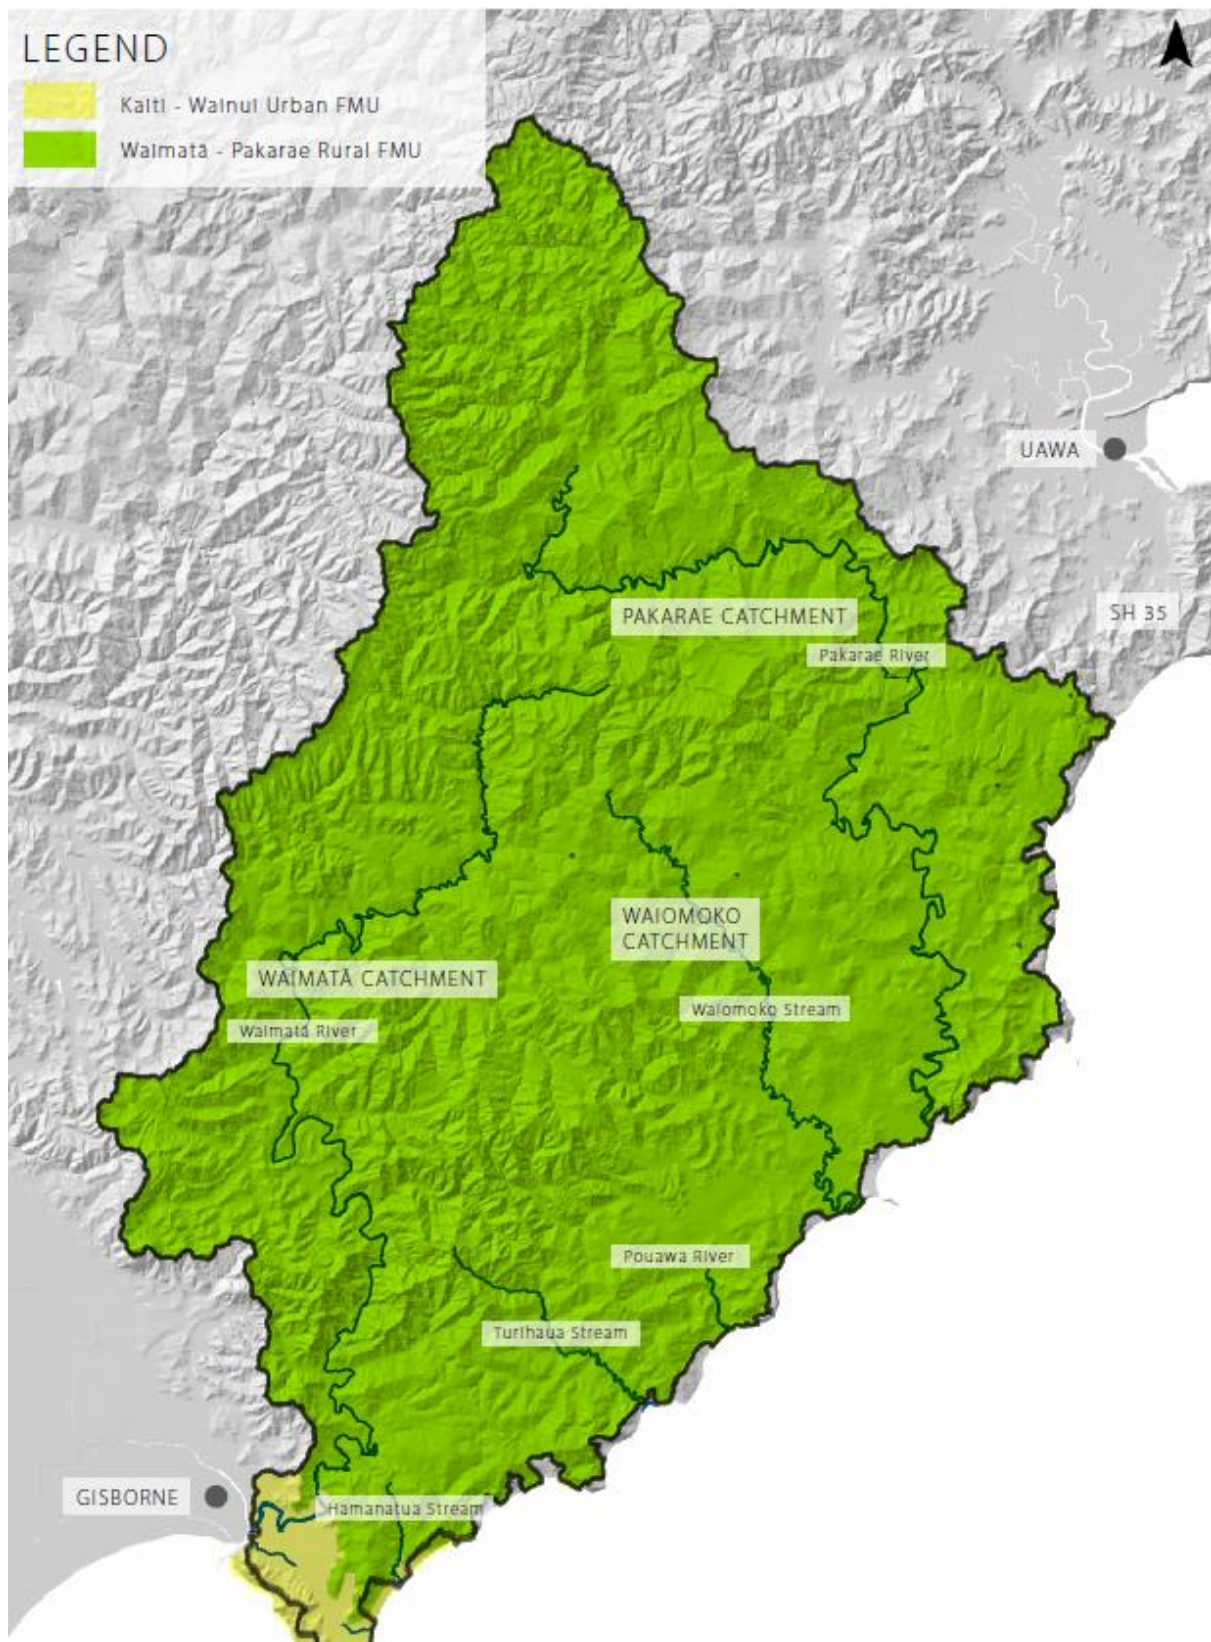 LEGEND
Kaiti - Wainui Urban FMU
Waimatā - Pakarae Rural FMU
UAWA
SH 35
PAKARAE CATCHMENT
Pakarae River
WAIOMOKO
CATCHMENT
WAIMATĀ CATCHMENT
Waiomoko Stream
Waimatā River
Pouawa River
Turihaua Stream
GISBORNE
Hamanatua Stream